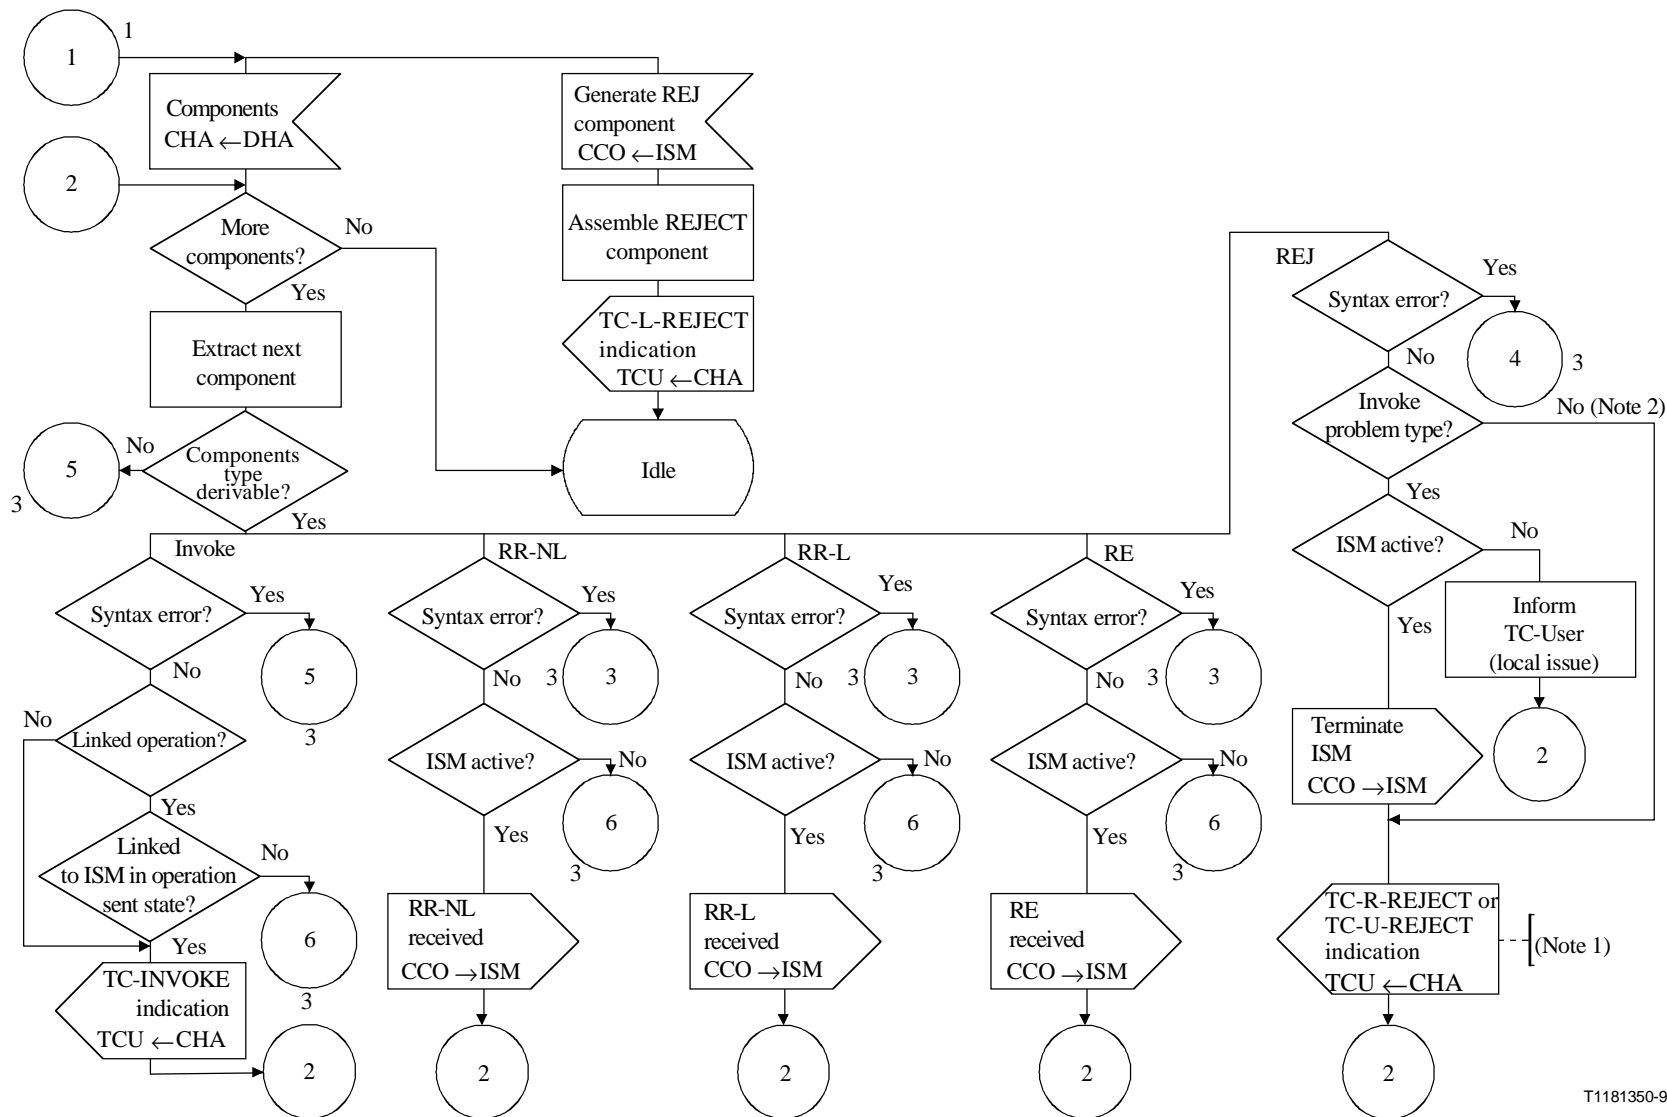 1
1
Components
CHA ←DHA
Generate REJ
component
CCO ←ISM
2
More
components?
No
Yes
Assemble REJECT
component
Extract next
component
TC-L-REJECT
indication
TCU ←CHA
No
5
3
Components
type
derivable?
Yes
Idle
REJ
Syntax error?
Yes
4
3
No
Invoke
problem type?
No (Note 2)
Yes
ISM active?
No
Inform
TC-User
(local issue)
2
Yes
Terminate
ISM
CCO →ISM
TC-R-REJECT or
TC-U-REJECT
indication
TCU ←CHA
(Note 1)
2
Invoke
Syntax error?
Yes
5
3
No
No
Linked operation?
Yes
Linked
to ISM in operation
sent state?
No
6
3
Yes
TC-INVOKE
indication
TCU ←CHA
2
RR-NL
Syntax error?
Yes
3
3
No
ISM active?
No
6
3
Yes
RR-NL
received
CCO →ISM
2
RR-L
Syntax error?
Yes
3
3
No
ISM active?
No
6
3
Yes
RR-L
received
CCO →ISM
2
RE
Syntax error?
Yes
3
3
No
ISM active?
No
6
3
Yes
RE
received
CCO →ISM
2
T1181350-9